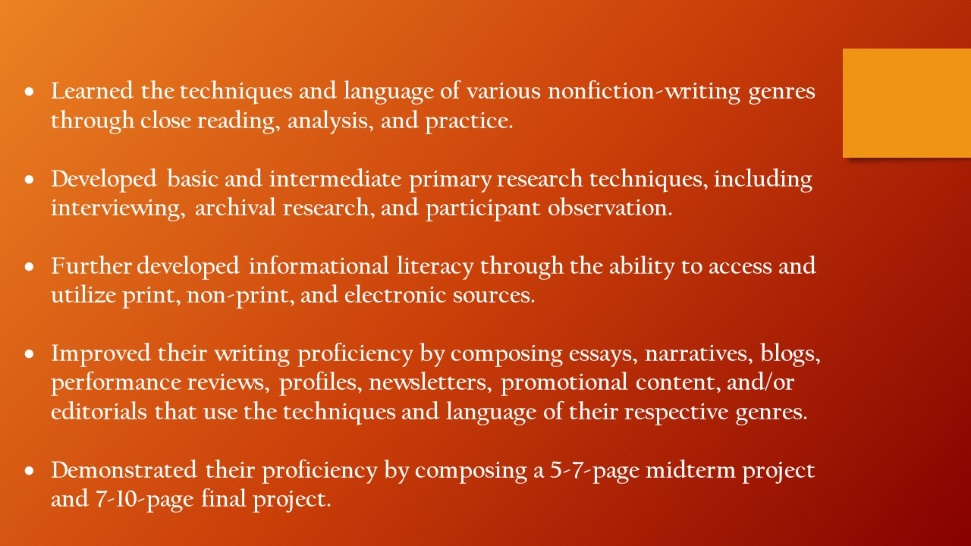 • Learned the techniques and language of various nonfiction-writing genres
through close reading, analysis, and practice.
• Developed basic and intermediate primary research techniques, including
interviewing, archival research, and participant observation.
• Further developed informational literacy through the ability to access and
utilize print, non-print, and electronic sources.
• Improved their writing proficiency by composing essays, narratives, blogs,
performance reviews, profiles, newsletters, promotional content, and/or
editorials that use the techniques and language of their respective genres.
• Demonstrated their proficiency by composing a 5-7-page midterm project
and 7-10-page final project.